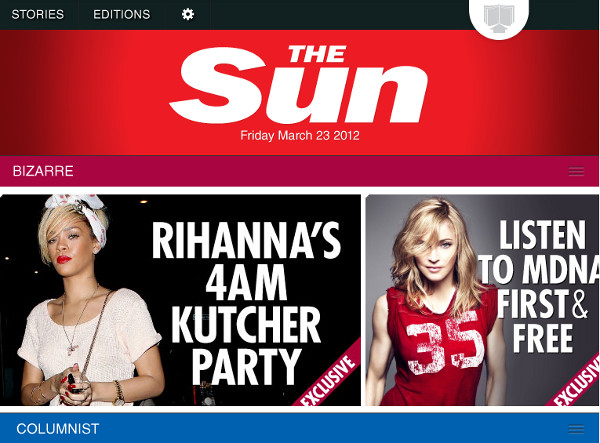 STORIES EDITIONS
THE
Sun
Friday March 23 2012
BIZARRE
RIHANNA'S
4AM
KUTCHER
PARTY
EXCLUSIVE
LISTEN
TO MDNA
FIRST &
FREE
35
EXCLUSIVE
COLUMNIST